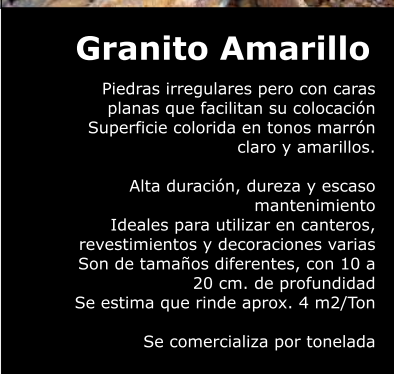 Granito Amarillo
Piedras irregulares pero con caras
planas que facilitan su colocación
Superficie colorida en tonos marrón
claro y amarillos.
Alta duración, dureza y escaso
mantenimiento
Ideales para utilizar en canteros,
revestimientos y decoraciones varias
Son de tamaños diferentes, con 10 a
20 cm. de profundidad
Se estima que rinde aprox. 4 m2/Ton
Se comercializa por tonelada